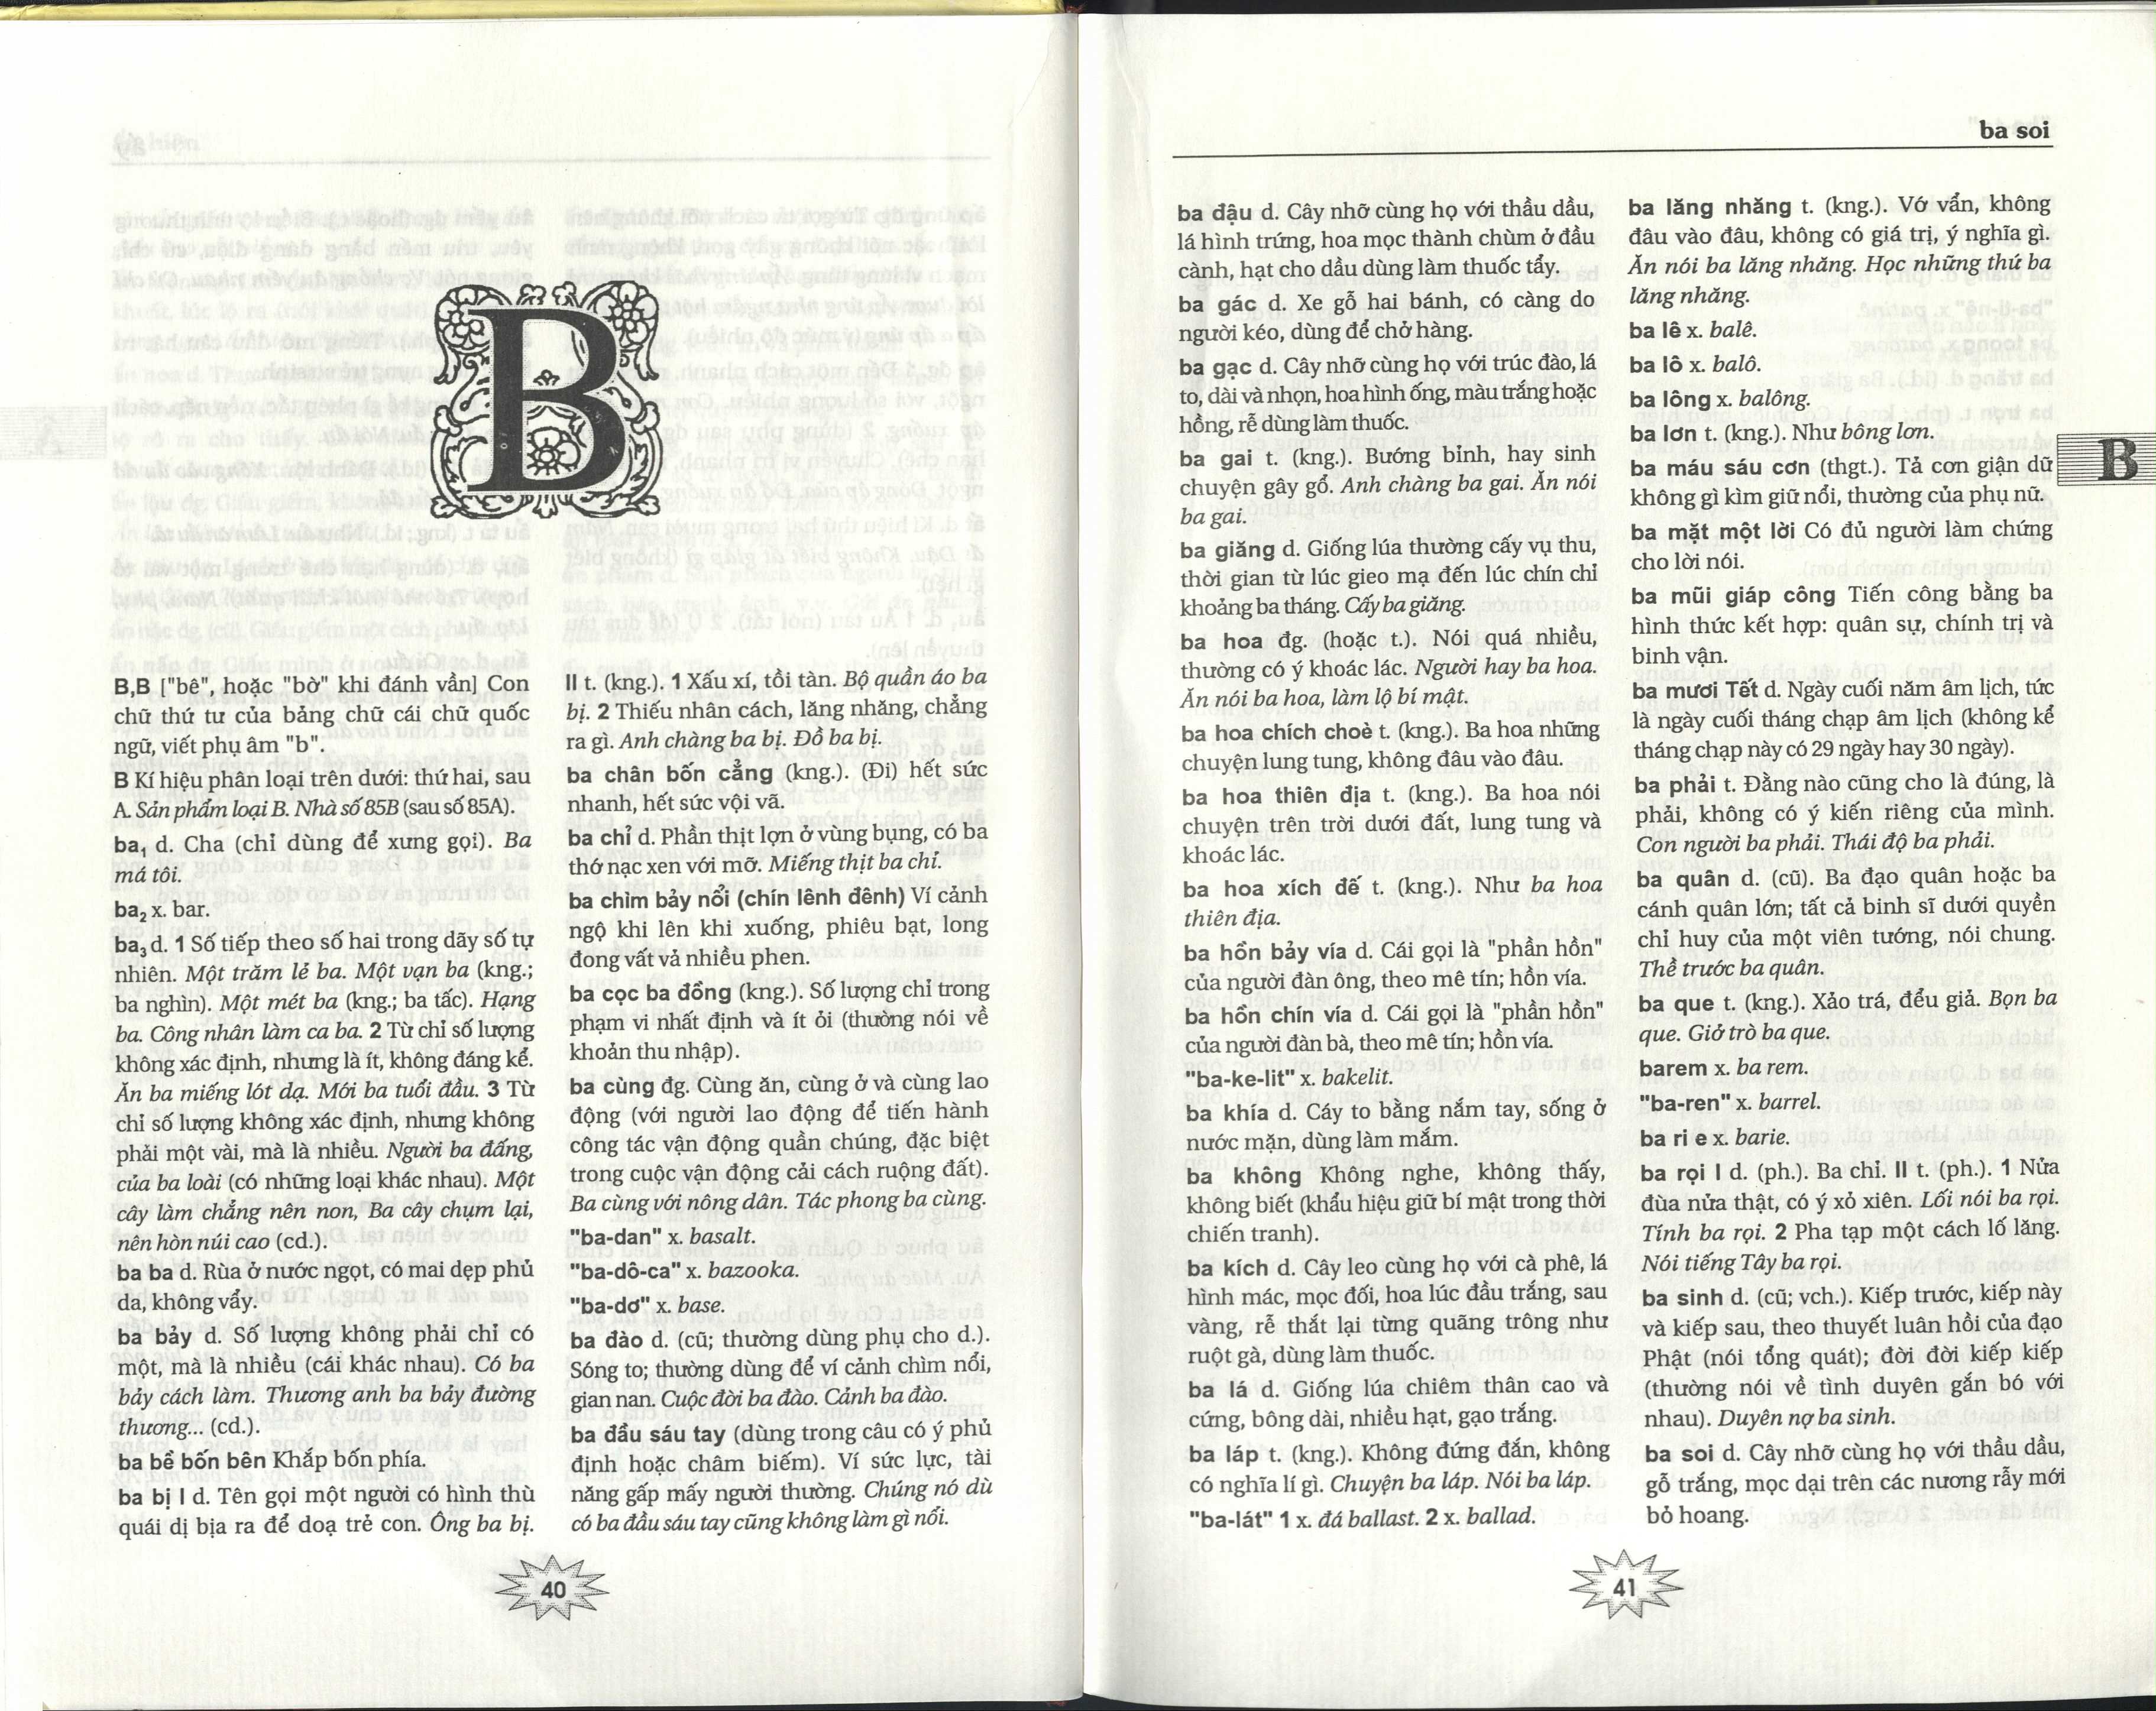 B
B,B ["bê", hoặc "bờ" khi đánh vần] Con
chữ thứ tư của bảng chữ cái chữ quốc
ngữ, viết phụ âm "b".
B Kí hiệu phân loại trên dưới: thứ hai, sau
A. Sản phẩm loại B. Nhà số 85B (sau số 85A).
ba₁ d. Cha (chỉ dùng để xưng gọi). Ba
má tôi.
ba₂ x. bar.
ba₃ d. 1 Số tiếp theo số hai trong dãy số tự
nhiên. Một trăm lẻ ba. Một vạn ba (kng.;
ba nghìn). Một mét ba (kng.; ba tấc). Hạng
ba. Công nhân làm ca ba. 2 Từ chỉ số lượng
không xác định, nhưng là ít, không đáng kể.
Ăn ba miếng lót dạ. Mới ba tuổi đầu. 3 Từ
chỉ số lượng không xác định, nhưng không
phải một vài, mà là nhiều. Người ba đấng,
của ba loài (có những loại khác nhau). Một
cây làm chẳng nên non, Ba cây chụm lại,
nên hòn núi cao (cd.).
ba ba d. Rùa ở nước ngọt, có mai dẹp phủ
da, không vẩy.
ba bảy d. Số lượng không phải chỉ có
một, mà là nhiều (cái khác nhau). Có ba
bảy cách làm. Thương anh ba bảy đường
thương... (cd.).
ba bề bốn bên Khắp bốn phía.
ba bị I d. Tên gọi một người có hình thù
quái dị bịa ra để doạ trẻ con. Ông ba bị.
II t. (kng.). 1 Xấu xí, tồi tàn. Bộ quần áo ba
bị. 2 Thiếu nhân cách, lăng nhăng, chẳng
ra gì. Anh chàng ba bị. Đồ ba bị.
ba chân bốn cẳng (kng.). (Đi) hết sức
nhanh, hết sức vội vã.
ba chỉ d. Phần thịt lợn ở vùng bụng, có ba
thớ nạc xen với mỡ. Miếng thịt ba chỉ.
ba chìm bảy nổi (chín lênh đênh) Ví cảnh
ngộ khi lên khi xuống, phiêu bạt, long
đong vất vả nhiều phen.
ba cọc ba đồng (kng.). Số lượng chỉ trong
phạm vi nhất định và ít ỏi (thường nói về
khoản thu nhập).
ba cùng đg. Cùng ăn, cùng ở và cùng lao
động (với người lao động để tiến hành
công tác vận động quần chúng, đặc biệt
trong cuộc vận động cải cách ruộng đất).
Ba cùng với nông dân. Tác phong ba cùng.
"ba-dan" x. basalt.
"ba-dô-ca" x. bazooka.
"ba-dơ" x. base.
ba đào d. (cũ; thường dùng phụ cho d.).
Sóng to; thường dùng để ví cảnh chìm nổi,
gian nan. Cuộc đời ba đào. Cảnh ba đào.
ba đầu sáu tay (dùng trong câu có ý phủ
định hoặc châm biếm). Ví sức lực, tài
năng gấp mấy người thường. Chúng nó dù
có ba đầu sáu tay cũng không làm gì nổi.
40
ba soi
ba đậu d. Cây nhỡ cùng họ với thầu dầu,
lá hình trứng, hoa mọc thành chùm ở đầu
cành, hạt cho dầu dùng làm thuốc tẩy.
ba gác d. Xe gỗ hai bánh, có càng do
người kéo, dùng để chở hàng.
ba gạc d. Cây nhỡ cùng họ với trúc đào, lá
to, dài và nhọn, hoa hình ống, màu trắng hoặc
hồng, rễ dùng làm thuốc.
ba gai t. (kng.). Bướng bỉnh, hay sinh
chuyện gây gổ. Anh chàng ba gai. Ăn nói
ba gai.
ba giăng d. Giống lúa thường cấy vụ thu,
thời gian từ lúc gieo mạ đến lúc chín chỉ
khoảng ba tháng. Cấy ba giăng.
ba hoa đg. (hoặc t.). Nói quá nhiều,
thường có ý khoác lác. Người hay ba hoa.
Ăn nói ba hoa, làm lộ bí mật.
ba hoa chích choè t. (kng.). Ba hoa những
chuyện lung tung, không đâu vào đâu.
ba hoa thiên địa t. (kng.). Ba hoa nói
chuyện trên trời dưới đất, lung tung và
khoác lác.
ba hoa xích đế t. (kng.). Như ba hoa
thiên địa.
ba hồn bảy vía d. Cái gọi là "phần hồn"
của người đàn ông, theo mê tín; hồn vía.
ba hồn chín vía d. Cái gọi là "phần hồn"
của người đàn bà, theo mê tín; hồn vía.
"ba-ke-lit" x. bakelit.
ba khía d. Cáy to bằng nắm tay, sống ở
nước mặn, dùng làm mắm.
ba không Không nghe, không thấy,
không biết (khẩu hiệu giữ bí mật trong thời
chiến tranh).
ba kích d. Cây leo cùng họ với cà phê, lá
hình mác, mọc đối, hoa lúc đầu trắng, sau
vàng, rễ thắt lại từng quãng trông như
ruột gà, dùng làm thuốc.
ba lá d. Giống lúa chiêm thân cao và
cứng, bông dài, nhiều hạt, gạo trắng.
ba láp t. (kng.). Không đứng đắn, không
có nghĩa lí gì. Chuyện ba láp. Nói ba láp.
"ba-lát" 1 x. đá ballast. 2 x. ballad.
ba lăng nhăng t. (kng.). Vớ vẩn, không
đâu vào đâu, không có giá trị, ý nghĩa gì.
Ăn nói ba lăng nhăng. Học những thứ ba
lăng nhăng.
ba lê x. balê.
ba lô x. balô.
ba lông x. balông.
ba lơn t. (kng.). Như bông lơn.
ba máu sáu cơn (thgt.). Tả cơn giận dữ
không gì kìm giữ nổi, thường của phụ nữ.
ba mặt một lời Có đủ người làm chứng
cho lời nói.
ba mũi giáp công Tiến công bằng ba
hình thức kết hợp: quân sự, chính trị và
binh vận.
ba mươi Tết d. Ngày cuối năm âm lịch, tức
là ngày cuối tháng chạp âm lịch (không kể
tháng chạp này có 29 ngày hay 30 ngày).
ba phải t. Đằng nào cũng cho là đúng, là
phải, không có ý kiến riêng của mình.
Con người ba phải. Thái độ ba phải.
ba quân d. (cũ). Ba đạo quân hoặc ba
cánh quân lớn; tất cả binh sĩ dưới quyền
chỉ huy của một viên tướng, nói chung.
Thề trước ba quân.
ba que t. (kng.). Xảo trá, đểu giả. Bọn ba
que. Giở trò ba que.
barem x. ba rem.
"ba-ren" x. barrel.
ba ri e x. barie.
ba rọi I d. (ph.). Ba chỉ. II t. (ph.). 1 Nửa
đùa nửa thật, có ý xỏ xiên. Lối nói ba rọi.
Tính ba rọi. 2 Pha tạp một cách lố lăng.
Nói tiếng Tây ba rọi.
ba sinh d. (cũ; vch.). Kiếp trước, kiếp này
và kiếp sau, theo thuyết luân hồi của đạo
Phật (nói tổng quát); đời đời kiếp kiếp
(thường nói về tình duyên gắn bó với
nhau). Duyên nợ ba sinh.
ba soi d. Cây nhỡ cùng họ với thầu dầu,
gỗ trắng, mọc dại trên các nương rẫy mới
bỏ hoang.
B
41